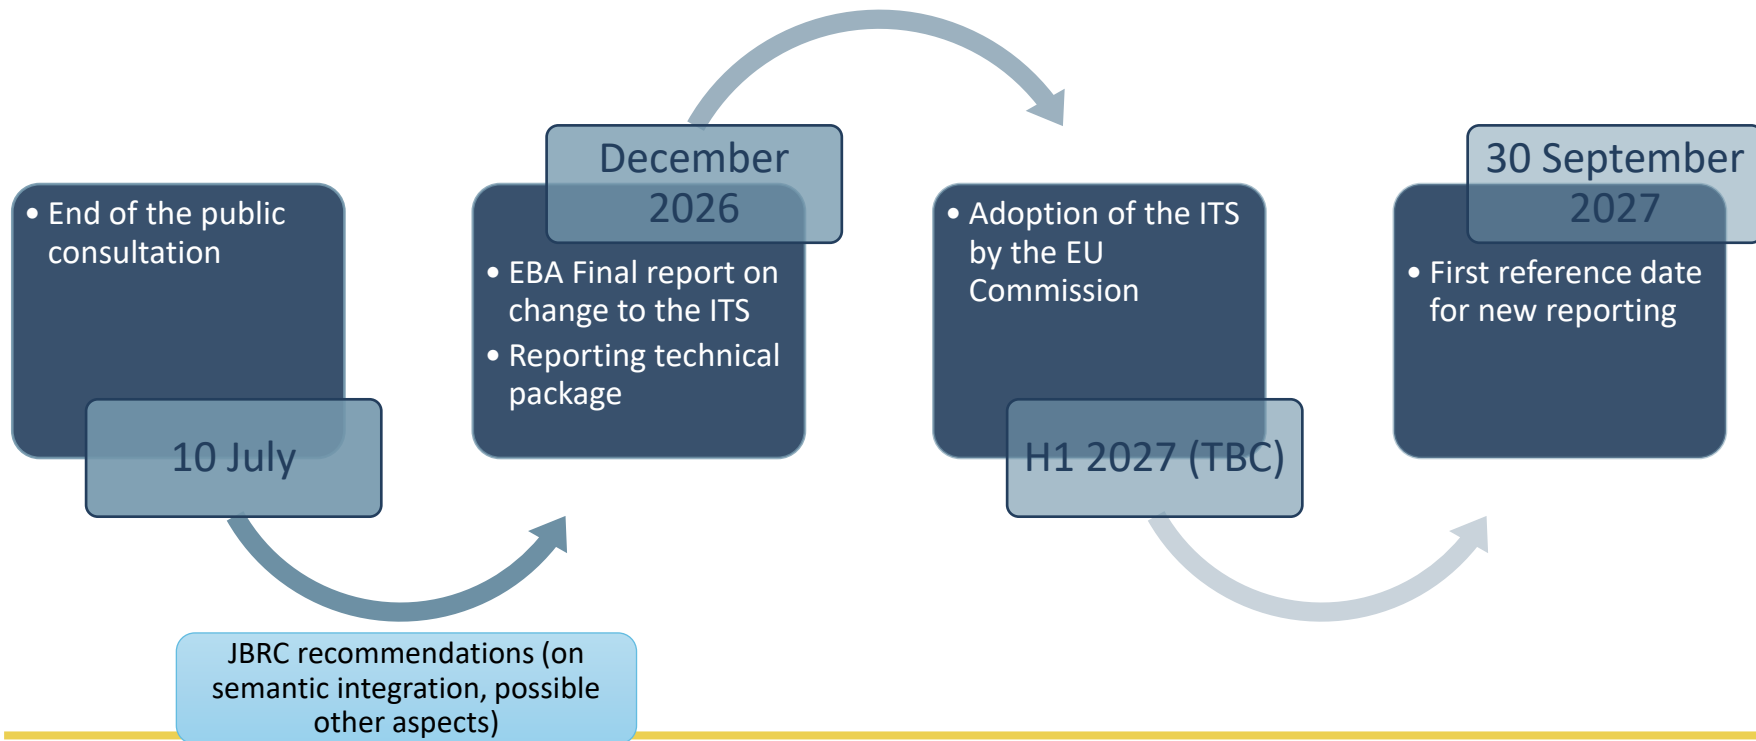 • End of the public
consultation
10 July
JBRC recommendations (on
semantic integration, possible
other aspects)
December
2026
• EBA Final report on
change to the ITS
• Reporting technical
package
• Adoption of the ITS
by the EU
Commission
H1 2027 (TBC)
30 September
2027
• First reference date
for new reporting